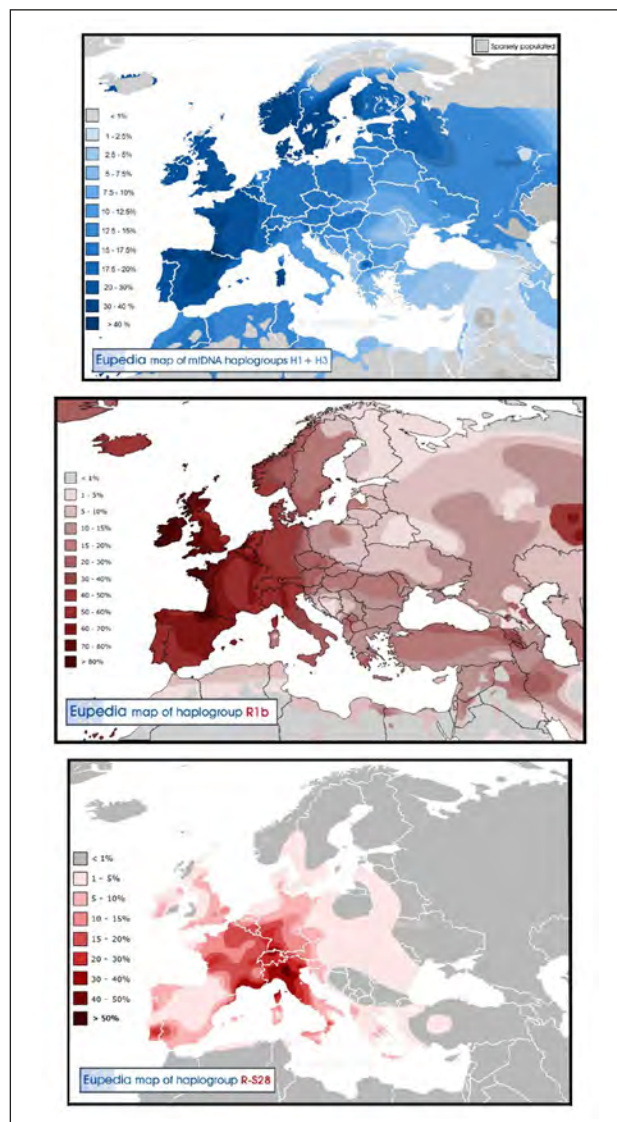 Sparsely populated
< 1%
1 - 2.5%
2.5 - 5%
5 - 7.5%
7.5 - 10%
10 - 12.5%
12.5 - 15%
15 - 17.5%
17.5 - 20%
20 - 30%
30 - 40 %
> 40 %
Eupedia map of mtDNA haplogroups H1 + H3
< 1%
1 - 5%
5 - 10%
10 - 15%
15 - 20%
20 - 30%
30 - 40%
40 - 50%
50 - 60%
60 - 70%
70 - 80%
> 80%
Eupedia map of haplogroup R1b
< 1%
1 - 5%
5 - 10%
10 - 15%
15 - 20%
20 - 30%
30 - 40%
40 - 50%
> 50%
Eupedia map of haplogroup R-S28